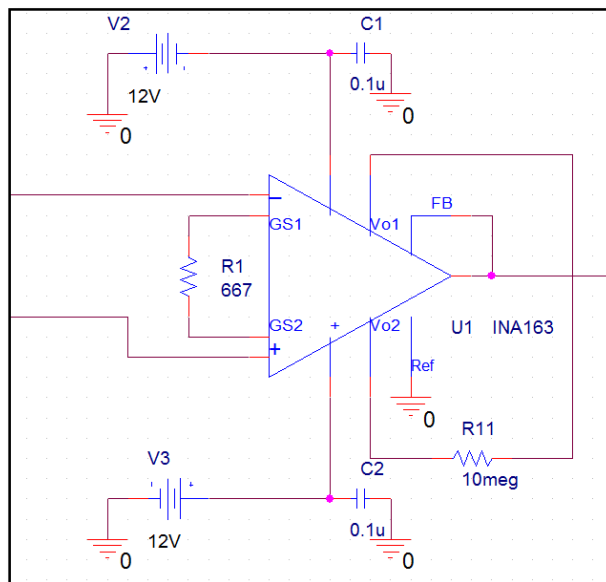 V2
C1
12V
0
0.1u
0
−
GS1
Vo1
FB
R1
667
GS2
+
+
Vo2
U1 INA163
Ref
0
R11
10meg
V3
C2
12V
0
0.1u
0